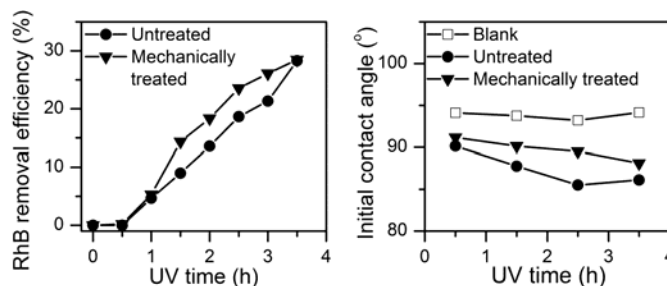 RhB removal efficiency (%)
30
20
10
0
Untreated
Mechanically
treated
0 1 2 3 4
UV time (h)
Initial contact angle (°)
100
90
80
Blank
Untreated
Mechanically treated
0 1 2 3 4
UV time (h)